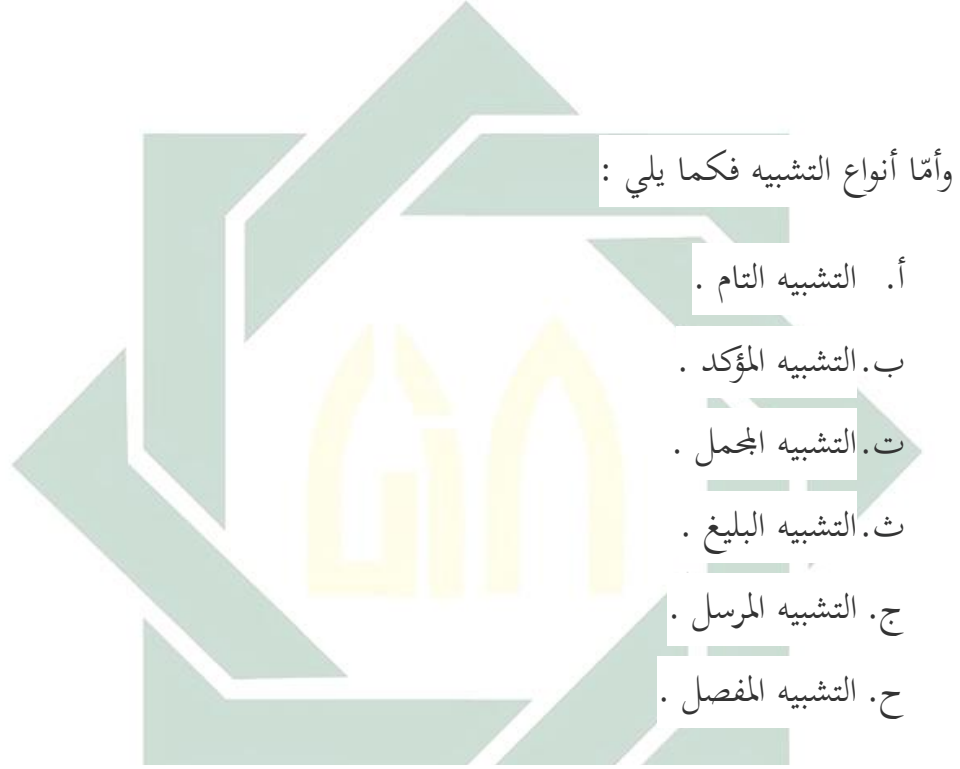 وأمّا أنواع التشبيه فكما يلي :
أ. التشبيه التام .
ب. التشبيه المؤكد .
ت. التشبيه المجمل .
ث. التشبيه البليغ .
ج. التشبيه المرسل .
ح. التشبيه المفصل .